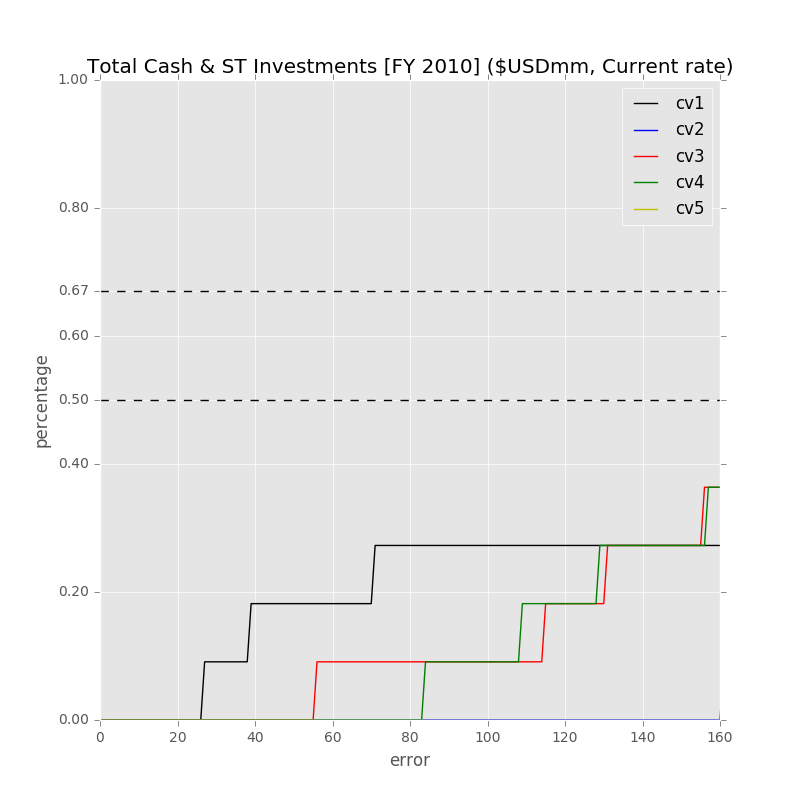 Total Cash & ST Investments [FY 2010] ($USDmm, Current rate)
1.00
0.80
0.67
0.60
0.50
0.40
0.20
0.00
percentage
cv1
cv2
cv3
cv4
cv5
0 20 40 60 80 100 120 140 160
error